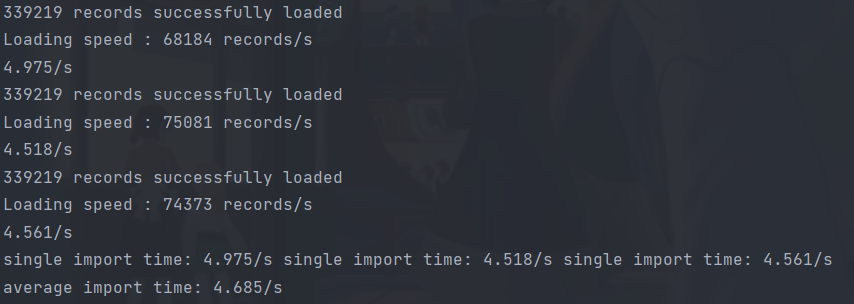 339219 records successfully loaded
Loading speed : 68184 records/s
4.975/s
339219 records successfully loaded
Loading speed : 75081 records/s
4.518/s
339219 records successfully loaded
Loading speed : 74373 records/s
4.561/s
single import time: 4.975/s single import time: 4.518/s single import time: 4.561/s
average import time: 4.685/s